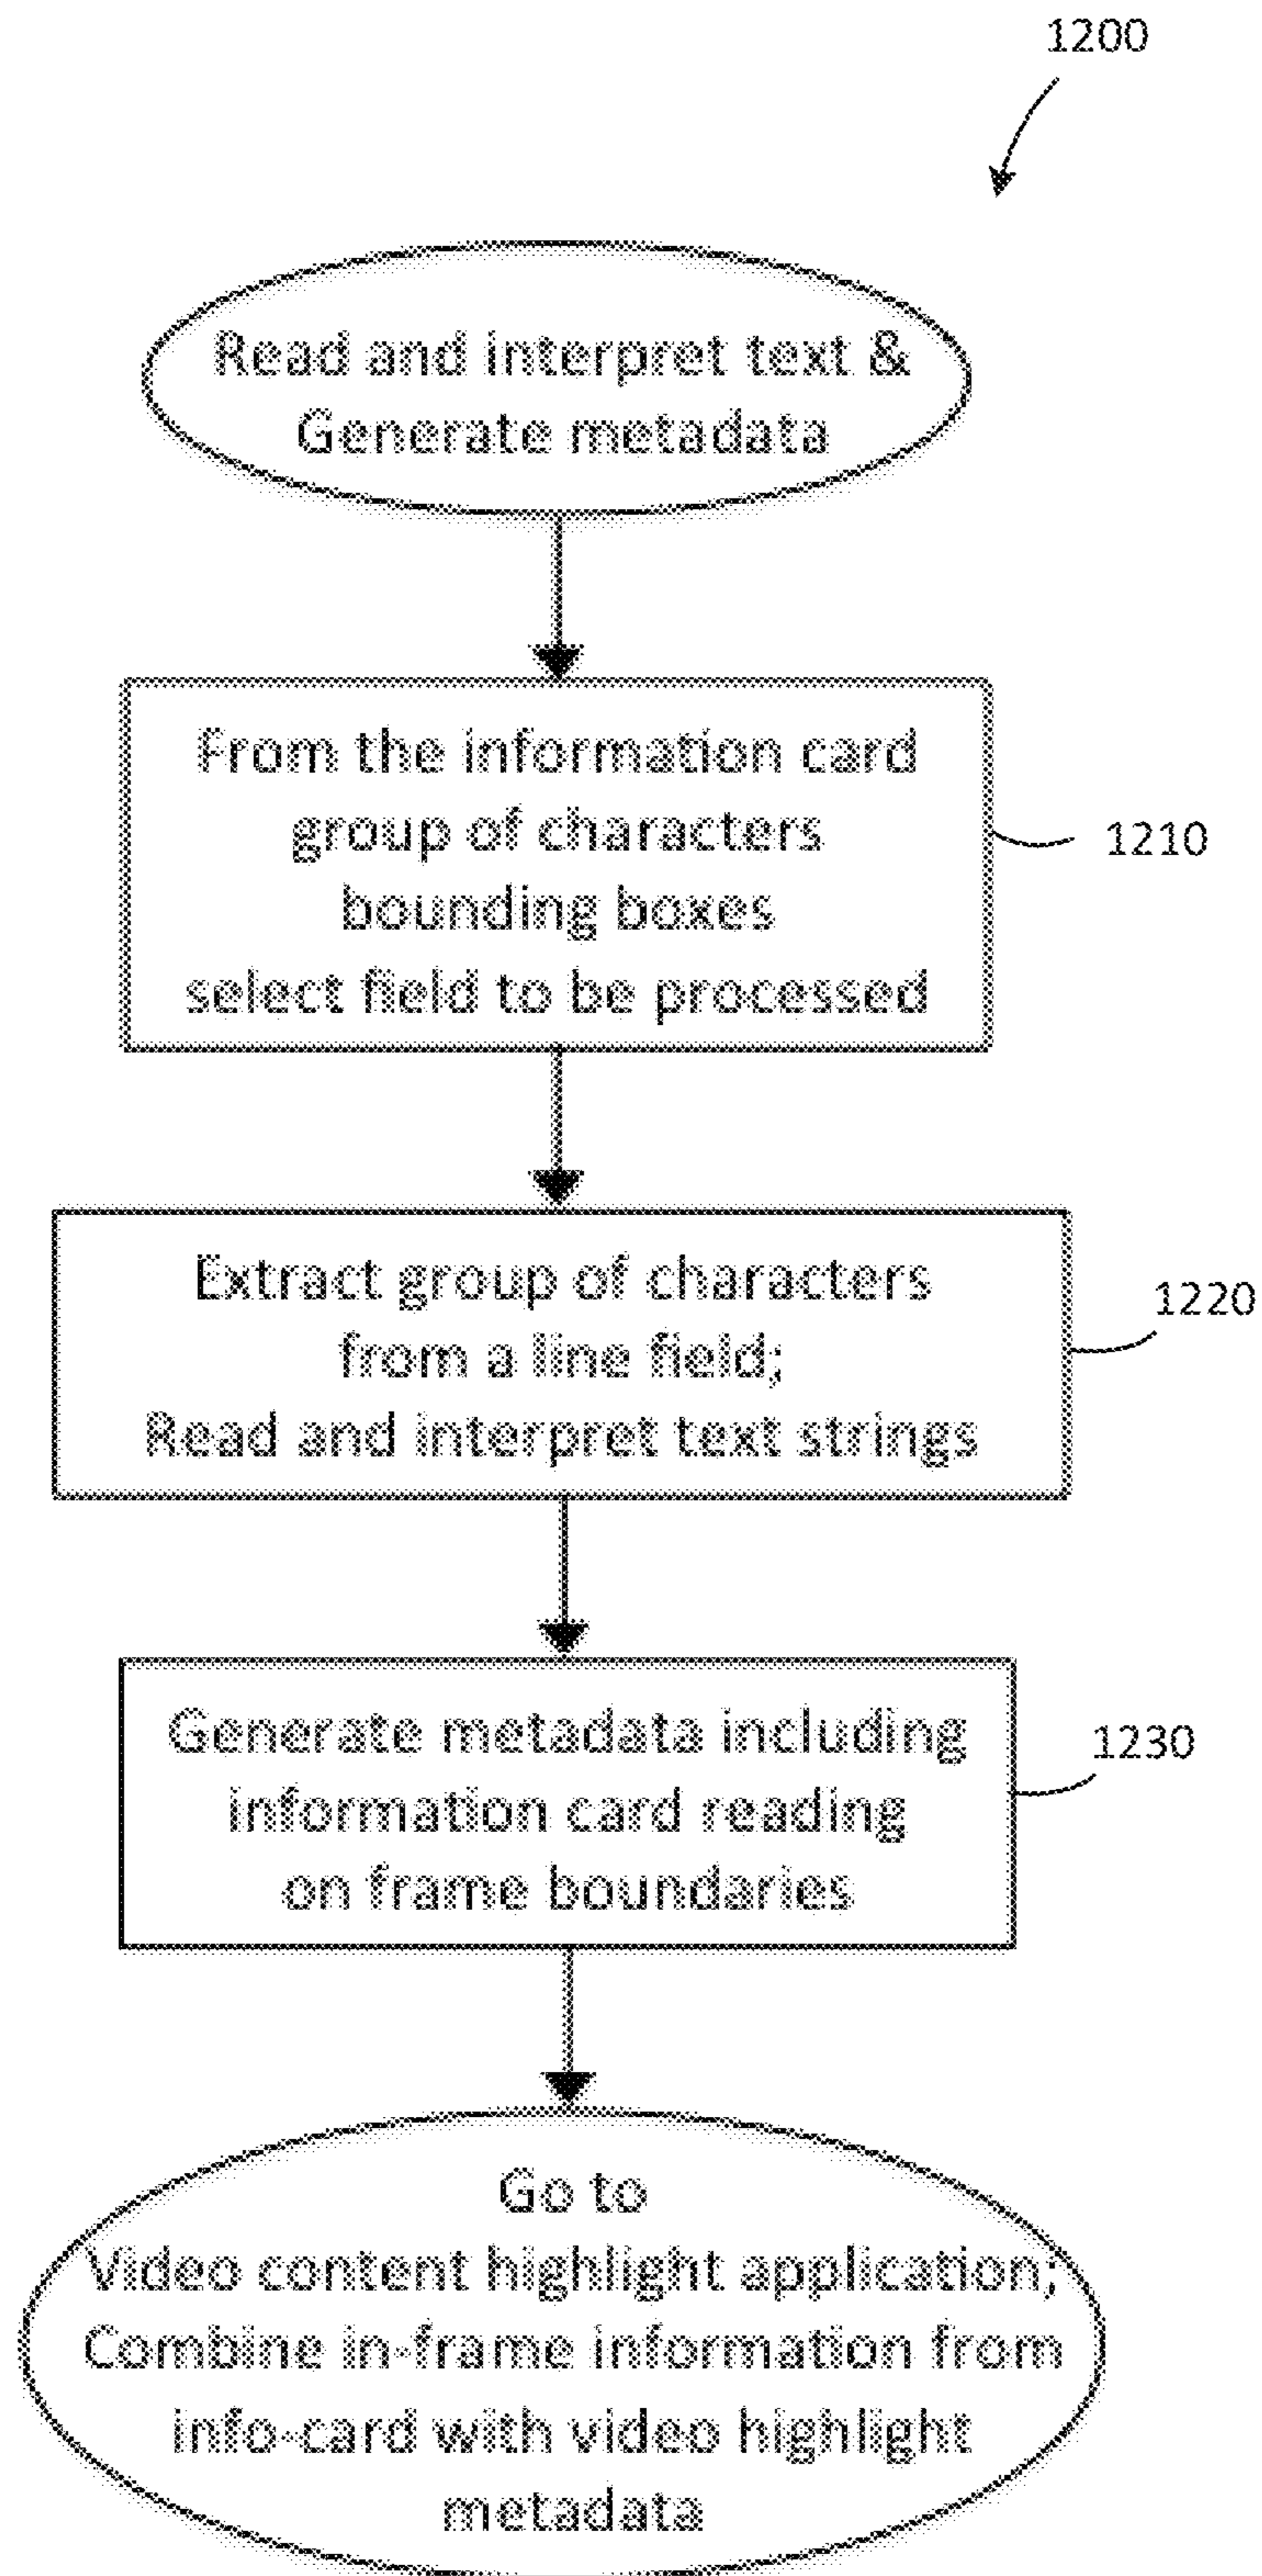 1200
Read and interpret text &
Generate metadata
From the information card
group of characters
bounding boxes
select field to be processed
1210
Extract group of characters
from a line field;
Read and interpret text strings
1220
Generate metadata including
information card reading
on frame boundaries
1230
Go to
Video content highlight application;
Combine in-frame information from
info-card with video highlight
metadata